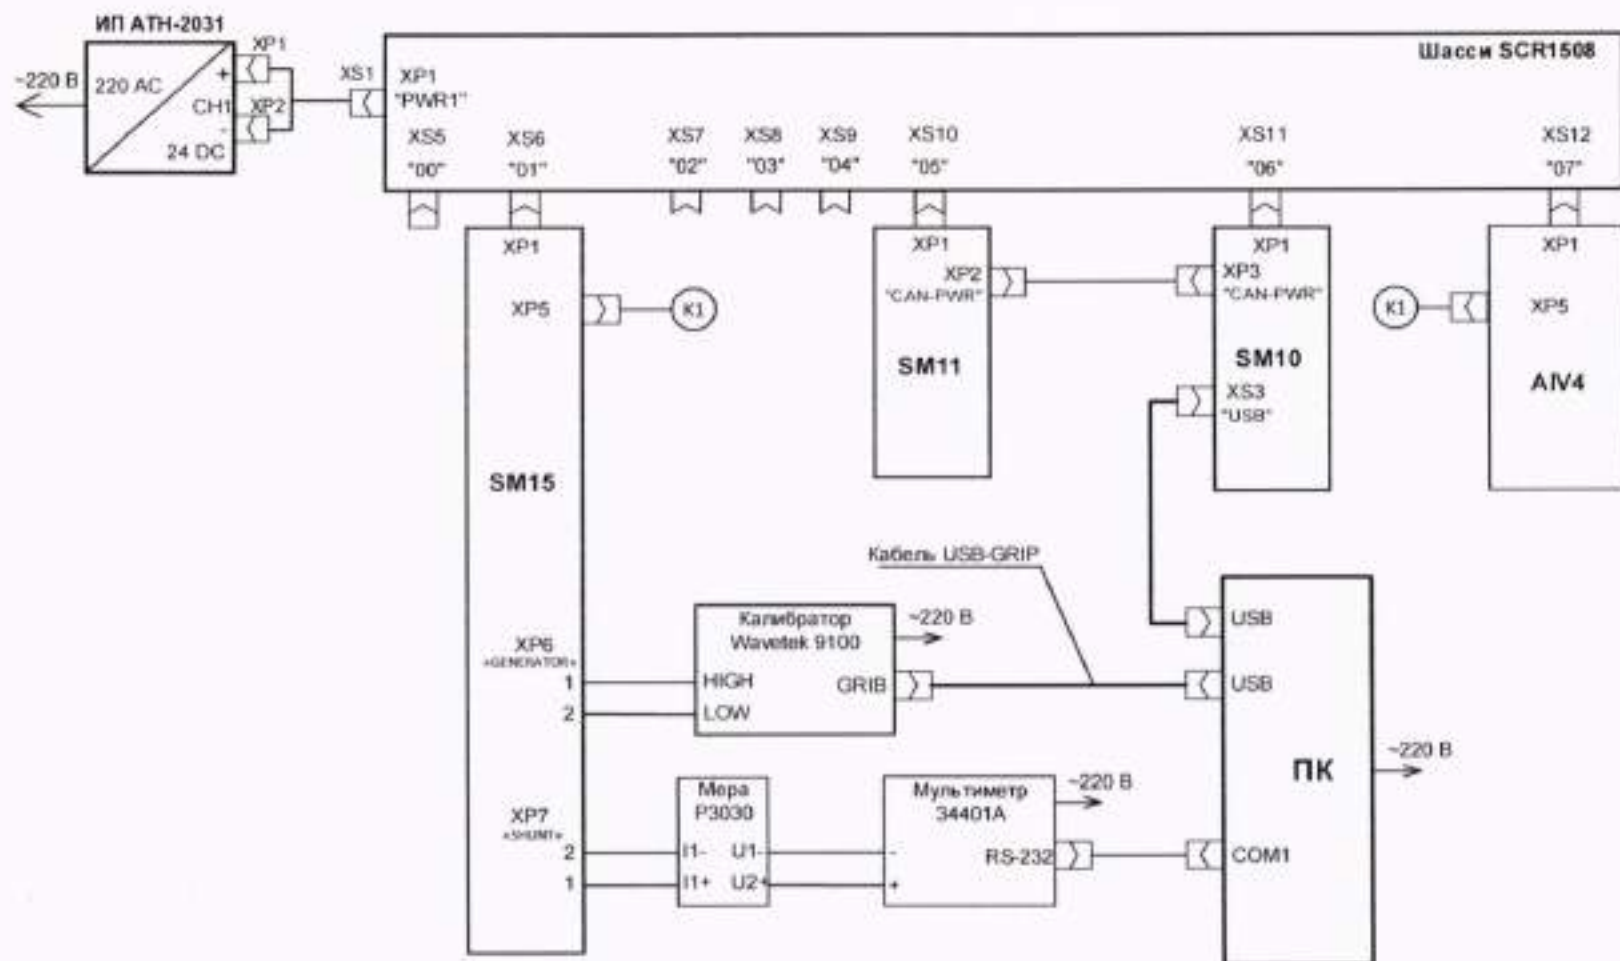 ИП АТН-2031
~220 В
220 AC
+
CH1
-
24 DC
XP1
XP2
XS1
XP1
"PWR1"
Шасси SCR1508
XS5
"00"
XS6
"01"
XS7
"02"
XS8
"03"
XS9
"04"
XS10
"05"
XS11
"06"
XS12
"07"
XP1
XP5
K1
SM15
XP6
«GENERATOR»
1
2
XP7
«SHUNT»
2
1
XP1
XP2
"CAN-PWR"
SM11
XP1
XP3
"CAN-PWR"
SM10
XS3
"USB"
XP1
K1
XP5
AIV4
Кабель USB-GRIP
Калибратор
Wavetek 9100
~220 В
HIGH
GRIB
LOW
Мера
P3030
I1- U1-
I1+ U2+
Мультиметр
34401A
~220 В
-
RS-232
+
USB
USB
ПК
~220 В
COM1